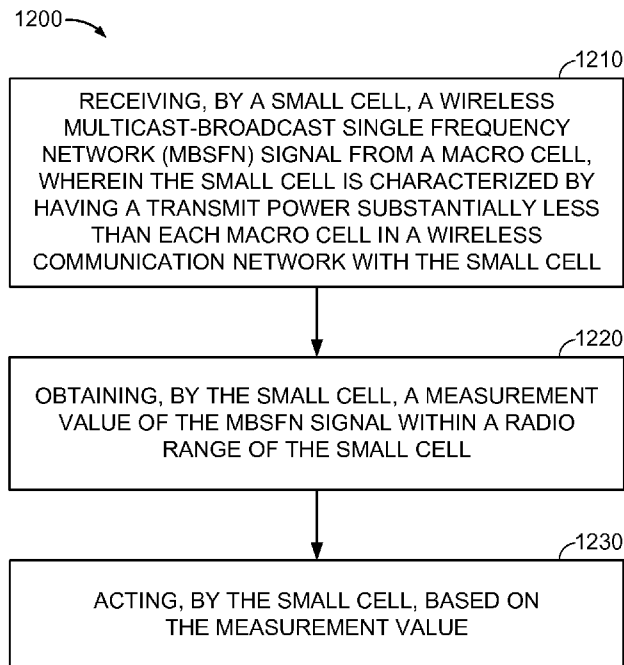 1200
1210
RECEIVING, BY A SMALL CELL, A WIRELESS
MULTICAST-BROADCAST SINGLE FREQUENCY
NETWORK (MBSFN) SIGNAL FROM A MACRO CELL,
WHEREIN THE SMALL CELL IS CHARACTERIZED BY
HAVING A TRANSMIT POWER SUBSTANTIALLY LESS
THAN EACH MACRO CELL IN A WIRELESS
COMMUNICATION NETWORK WITH THE SMALL CELL
1220
OBTAINING, BY THE SMALL CELL, A MEASUREMENT
VALUE OF THE MBSFN SIGNAL WITHIN A RADIO
RANGE OF THE SMALL CELL
1230
ACTING, BY THE SMALL CELL, BASED ON
THE MEASUREMENT VALUE